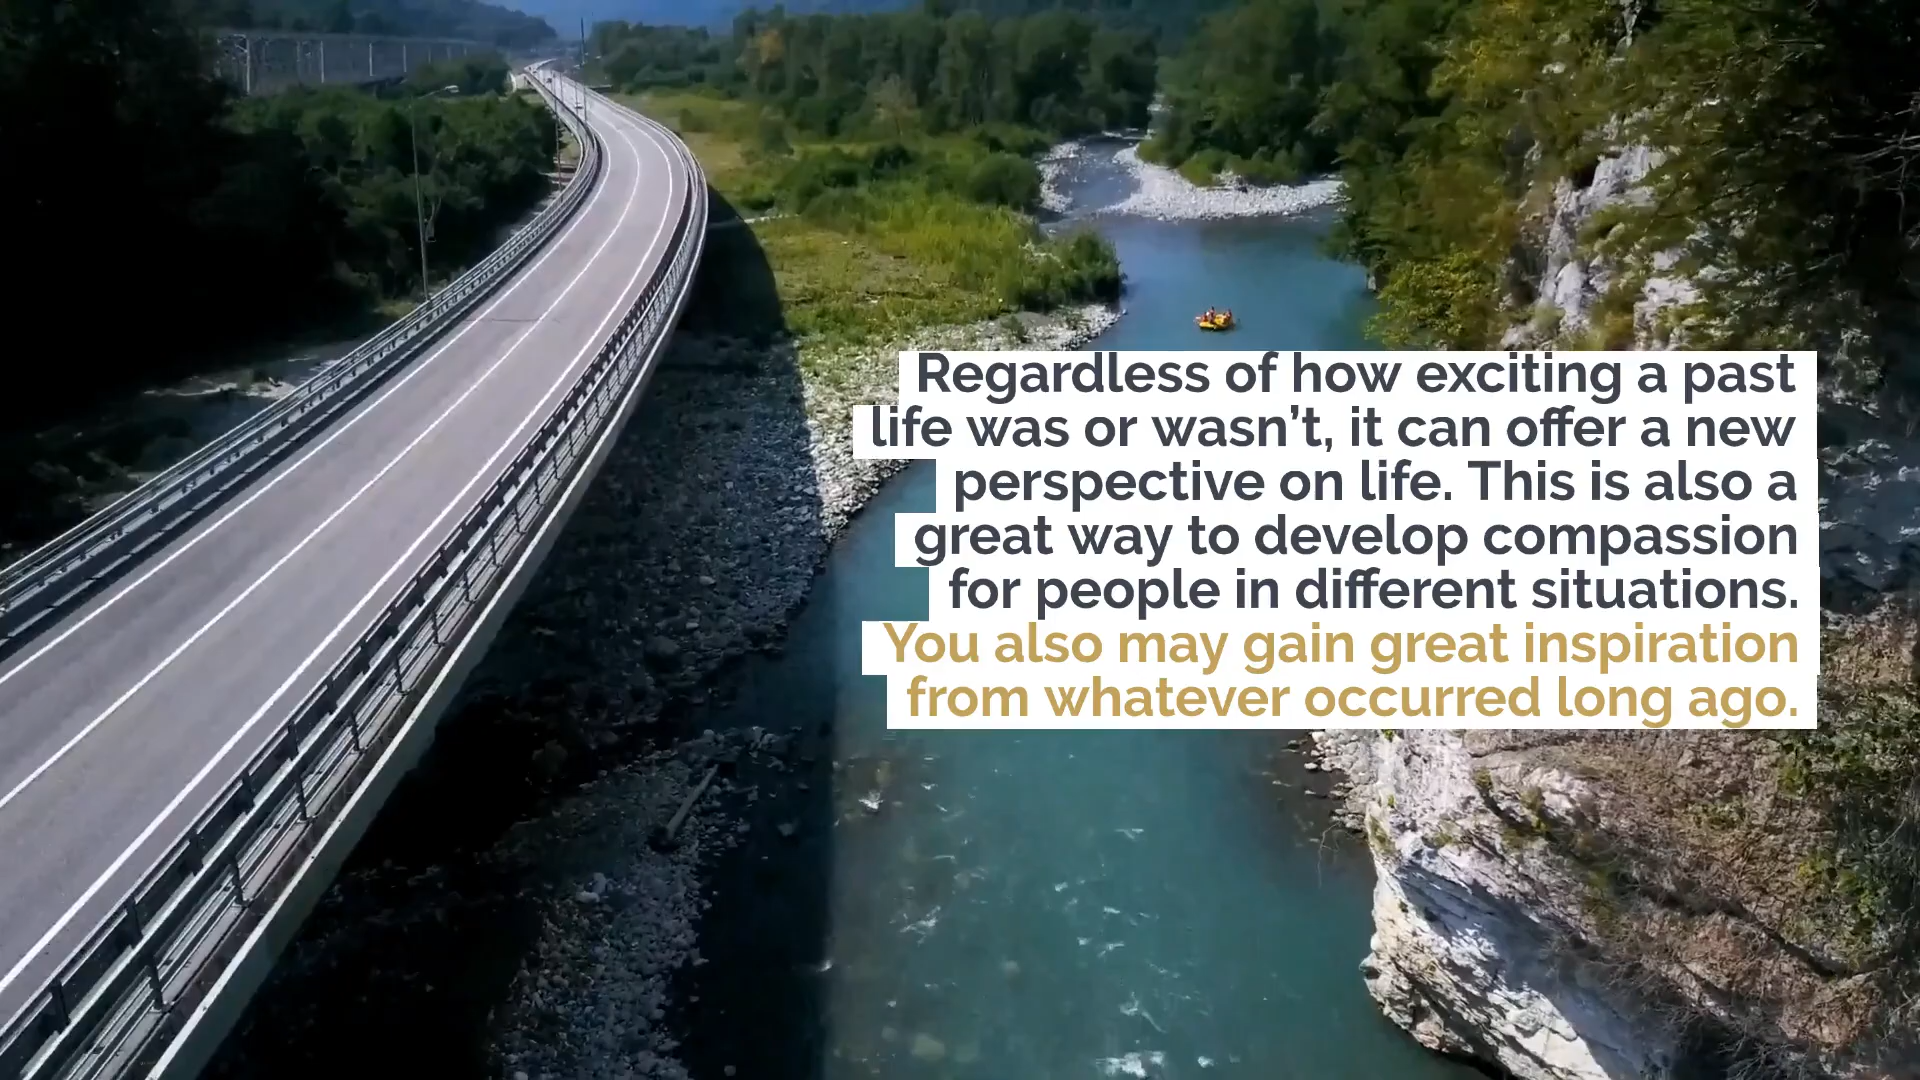 Regardless of how exciting a past
life was or wasn’t, it can offer a new
perspective on life. This is also a
great way to develop compassion
for people in different situations.
You also may gain great inspiration
from whatever occurred long ago.